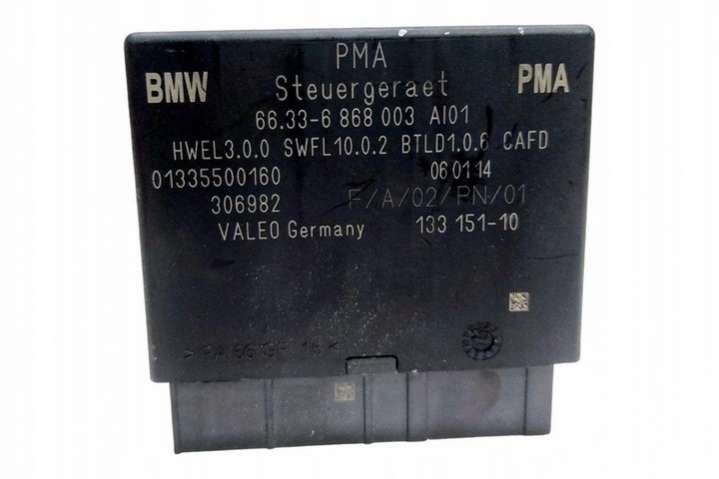 PMA
BMW Steuergeraet PMA
66.33-6 868 003 AI01
HWEL3.0.0 SWFL10.0.2 BTLD1.0.6 CAFD
01335500160 06 01 14
306982 F/A/02/PN/01
VALEO Germany 133 151-10